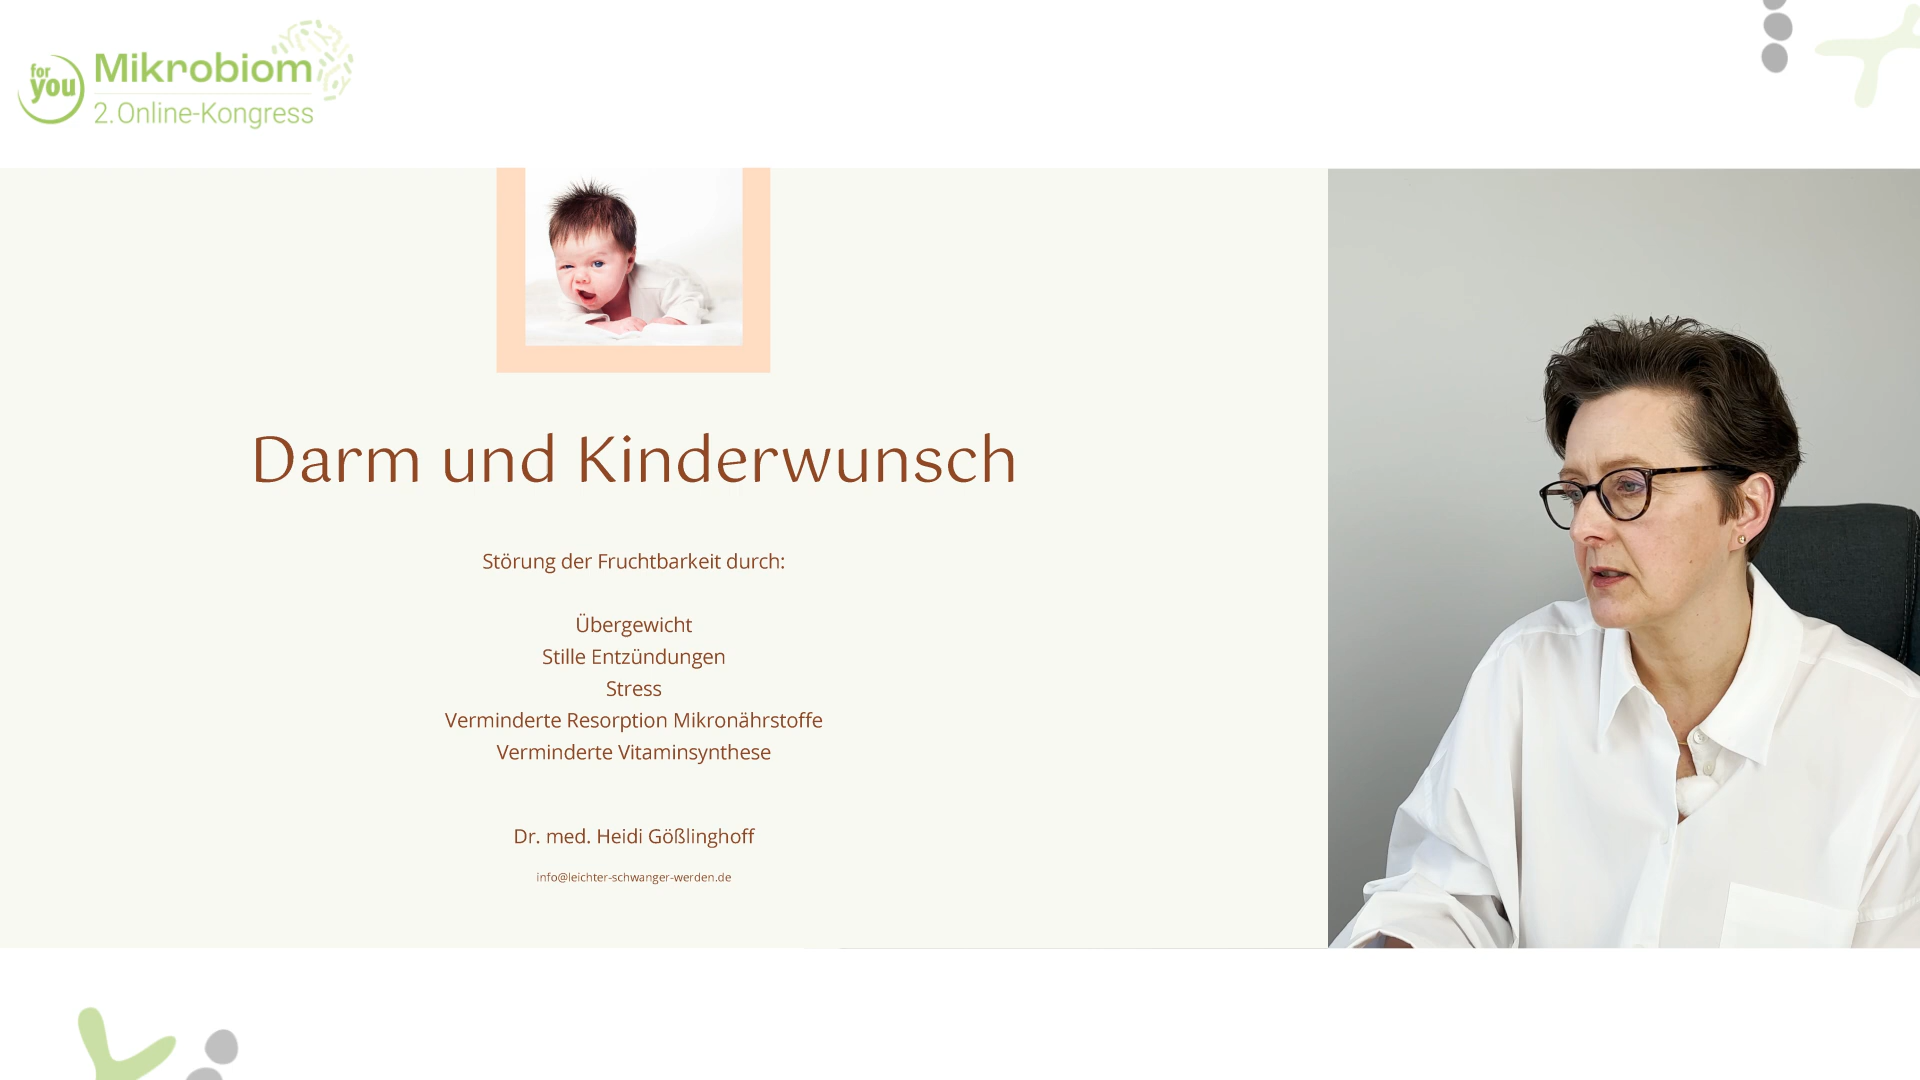 for you
Mikrobiom
2. Online-Kongress
Darm und Kinderwunsch
Störung der Fruchtbarkeit durch:
Übergewicht
Stille Entzündungen
Stress
Verminderte Resorption Mikronährstoffe
Verminderte Vitaminsynthese
Dr. med. Heidi Gößlinghoff
info@leichter-schwanger-werden.de